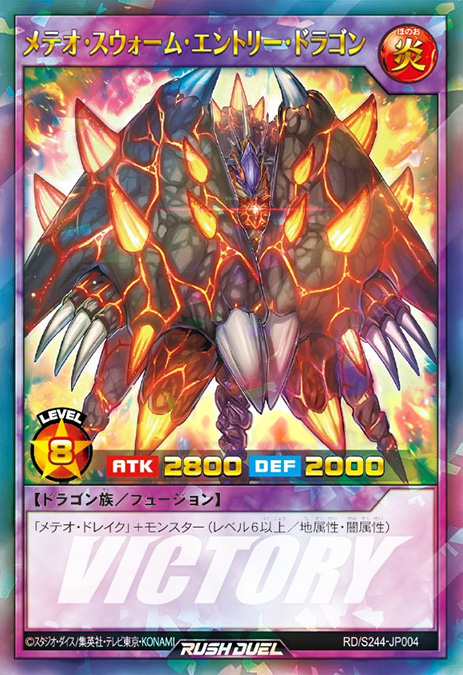 メテオ・スウォーム・エントリー・ドラゴン
ほのお
炎
LEVEL
8
ATK 2800 DEF 2000
【ドラゴン族／フュージョン】
「メテオ・ドレイク」＋モンスター（レベル６以上／地属性・闇属性）
VICTORY
©スタジオ・ダイス/集英社・テレビ東京・KONAMI
RUSH DUEL
RD/S244-JP004